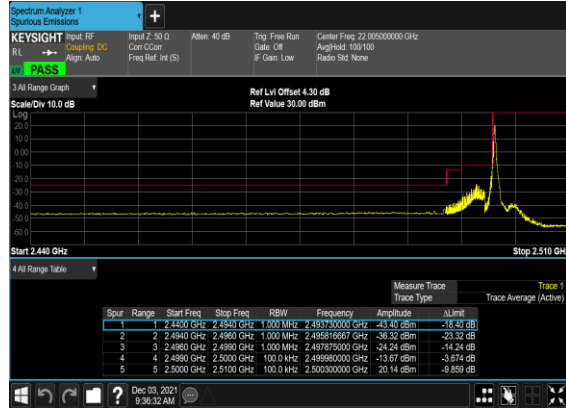 Spectrum Analyzer 1
Spurious Emissions
+
KEYSIGHT Input: RF Input Z: 50 Ω Atten: 40 dB Trig: Free Run Center Freq: 22.005000000 GHz
RL Coupling: DC Corr CCorr Gate: Off Avg|Hold: 100/100
Align: Auto Freq Ref: Int (S) IF Gain: Low Radio Std: None
PASS
3 All Range Graph Ref Lvl Offset 4.30 dB
Scale/Div 10.0 dB Ref Value 30.00 dBm
Log
20.0
10.0
0.00
-10.0
-20.0
-30.0
-40.0
-50.0
-60.0
Start 2.440 GHz Stop 2.510 GHz
4 All Range Table
Measure Trace Trace 1
Trace Type Trace Average (Active)
Spur Range Start Freq Stop Freq RBW Frequency Amplitude ΔLimit
1 1 2.4400 GHz 2.4940 GHz 1.000 MHz 2.493730000 GHz -43.40 dBm -18.40 dB
2 2 2.4940 GHz 2.4960 GHz 1.000 MHz 2.495816667 GHz -36.32 dBm -23.32 dB
3 3 2.4960 GHz 2.4990 GHz 1.000 MHz 2.497875000 GHz -24.24 dBm -14.24 dB
4 4 2.4990 GHz 2.5000 GHz 100.0 kHz 2.499980000 GHz -13.67 dBm -3.674 dB
5 5 2.5000 GHz 2.5100 GHz 100.0 kHz 2.500300000 GHz 20.14 dBm -9.859 dB
? Dec 03, 2021
9:36:32 AM